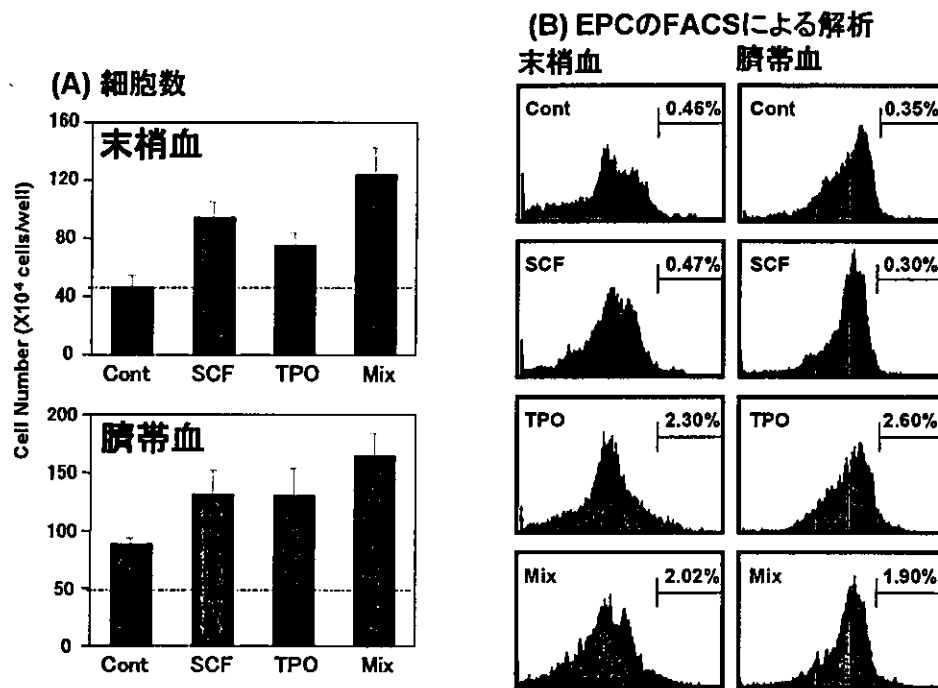 (A) 細胞数
Cell Number (X10⁴ cells/well)
末梢血
160
120
80
40
0
Cont SCF TPO Mix
臍帯血
200
150
100
50
0
Cont SCF TPO Mix
(B) EPCのFACSによる解析
末梢血 臍帯血
Cont 0.46% Cont 0.35%
SCF 0.47% SCF 0.30%
TPO 2.30% TPO 2.60%
Mix 2.02% Mix 1.90%